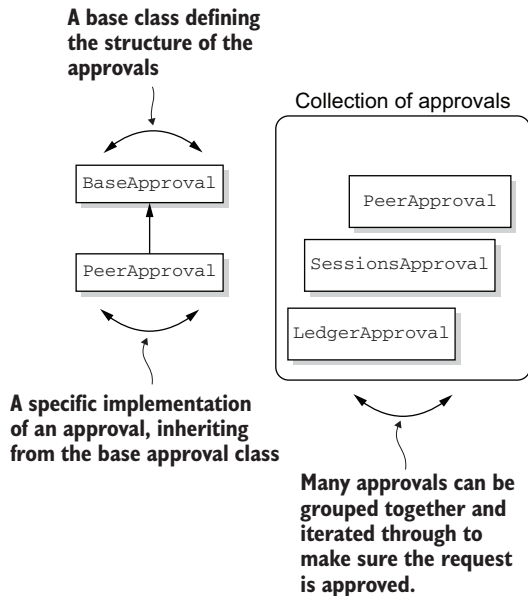 A base class defining
the structure of the
approvals
BaseApproval
PeerApproval
A specific implementation
of an approval, inheriting
from the base approval class
Collection of approvals
PeerApproval
SessionsApproval
LedgerApproval
Many approvals can be
grouped together and
iterated through to
make sure the request
is approved.